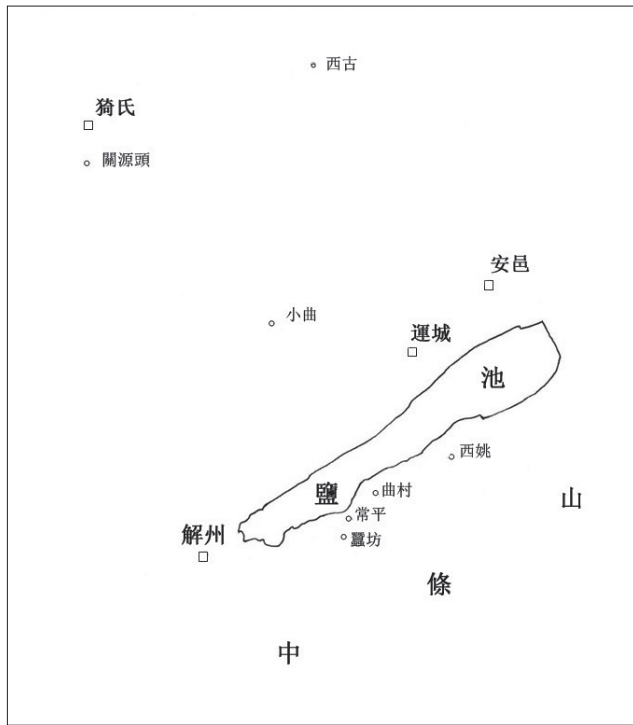 西古
猗氏
關源頭
安邑
小曲
運城
池
西姚
鹽
曲村
山
常平
解州
蠶坊
條
中